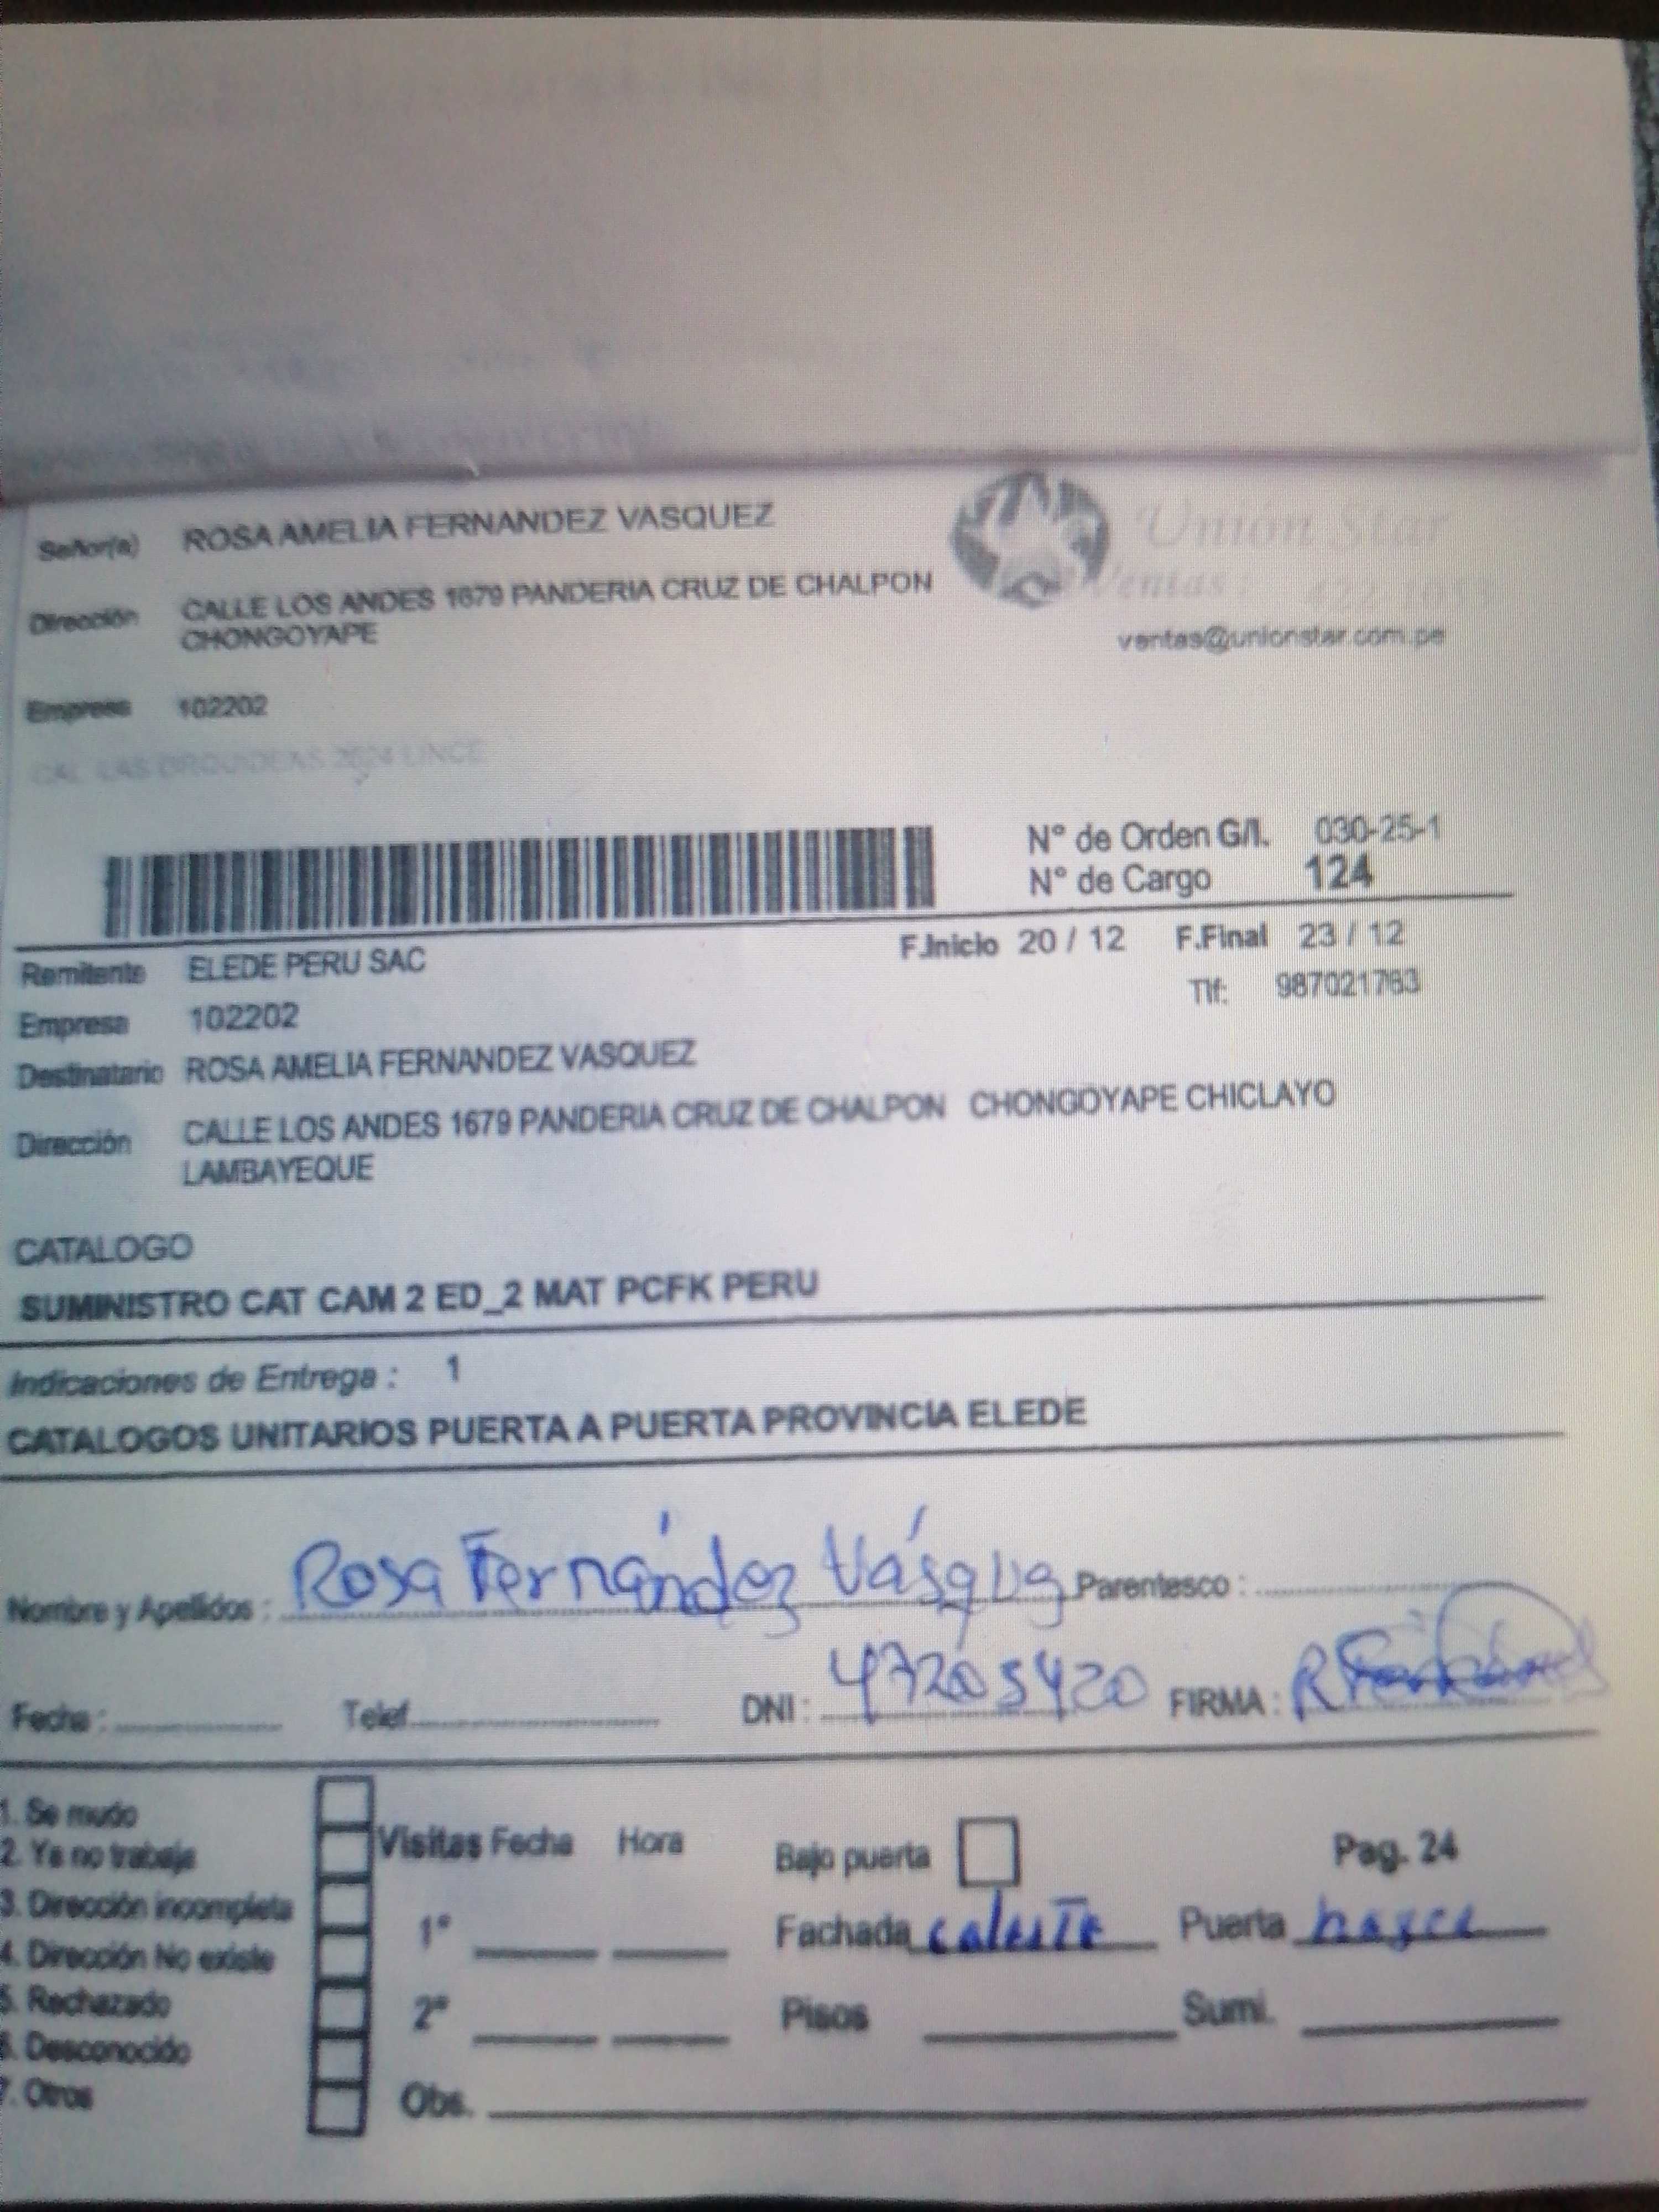 Señor(a) ROSA AMELIA FERNANDEZ VASQUEZ
Unión Star
Dirección CALLE LOS ANDES 1679 PANDERIA CRUZ DE CHALPON
CHONGOYAPE
Ventas
ventas@unionstar.com.pe
Empresa 102202
N° de Orden G/I. 030-25-1
N° de Cargo 124
F.Inicio 20 / 12 F.Final 23 / 12
Remitente ELEDE PERU SAC
Tlf: 987021763
Empresa 102202
Destinatario ROSA AMELIA FERNANDEZ VASQUEZ
Dirección CALLE LOS ANDES 1679 PANDERIA CRUZ DE CHALPON CHONGOYAPE CHICLAYO
LAMBAYEQUE
CATALOGO
SUMINISTRO CAT CAM 2 ED_2 MAT PCFK PERU
Indicaciones de Entrega : 1
CATALOGOS UNITARIOS PUERTA A PUERTA PROVINCIA ELEDE
Nombre y Apellidos : Rosa Fernández Parentesco :
Fecha : Telef. DNI : 47205420 FIRMA :
1. Se mudo
2. Ya no trabaja
3. Dirección incompleta
4. Dirección No existe
5. Rechazado
6. Desconocido
7. Otros
Visitas Fecha Hora
1°
2°
Obs.
Bajo puerta Pag. 24
Fachada celeste Puerta
Pisos Sumi.